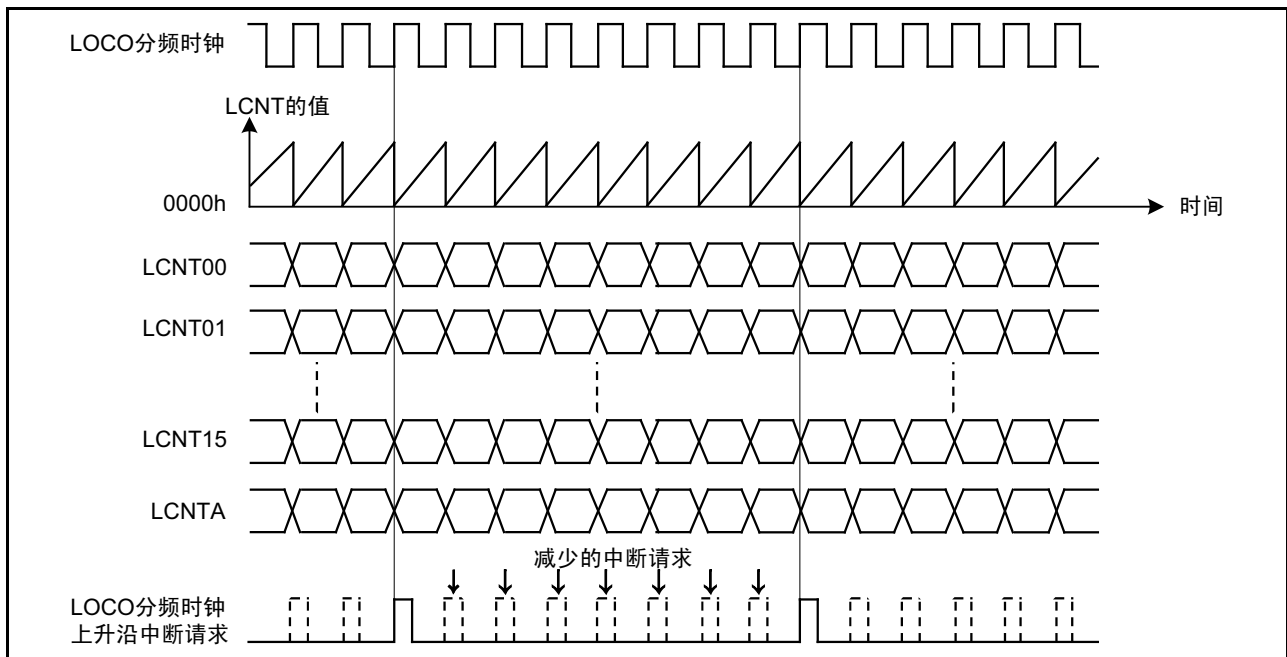 LOCO分频时钟
LCNT的值
0000h
时间
LCNT00
LCNT01
LCNT15
LCNTA
减少的中断请求
LOCO分频时钟
上升沿中断请求